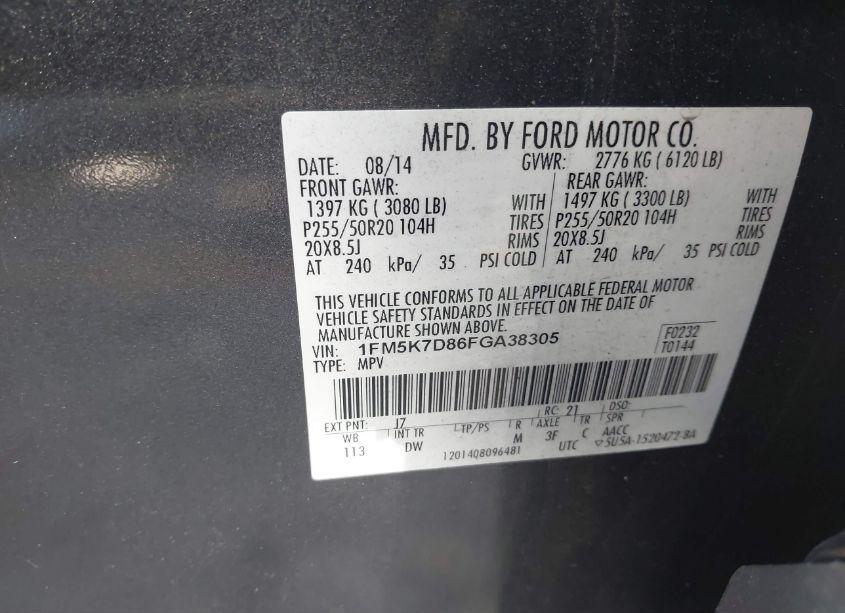 MFD. BY FORD MOTOR CO.
DATE: 08/14 GVWR: 2776 KG ( 6120 LB)
FRONT GAWR: REAR GAWR:
1397 KG ( 3080 LB) WITH 1497 KG ( 3300 LB) WITH
P255/50R20 104H TIRES P255/50R20 104H TIRES
20X8.5J RIMS 20X8.5J RIMS
AT 240 kPa/ 35 PSI COLD AT 240 kPa/ 35 PSI COLD
THIS VEHICLE CONFORMS TO ALL APPLICABLE FEDERAL MOTOR
VEHICLE SAFETY STANDARDS IN EFFECT ON THE DATE OF
MANUFACTURE SHOWN ABOVE.
VIN: 1FM5K7D86FGA38305 F0232
TYPE: MPV T0144
RC: 21 DSO:
EXT PNT: J7
WB INT TR TP/PS R AXLE TR SPR
113 DW M 3F C AACC
1201408096481 UTC 5U5A-1520472-BA